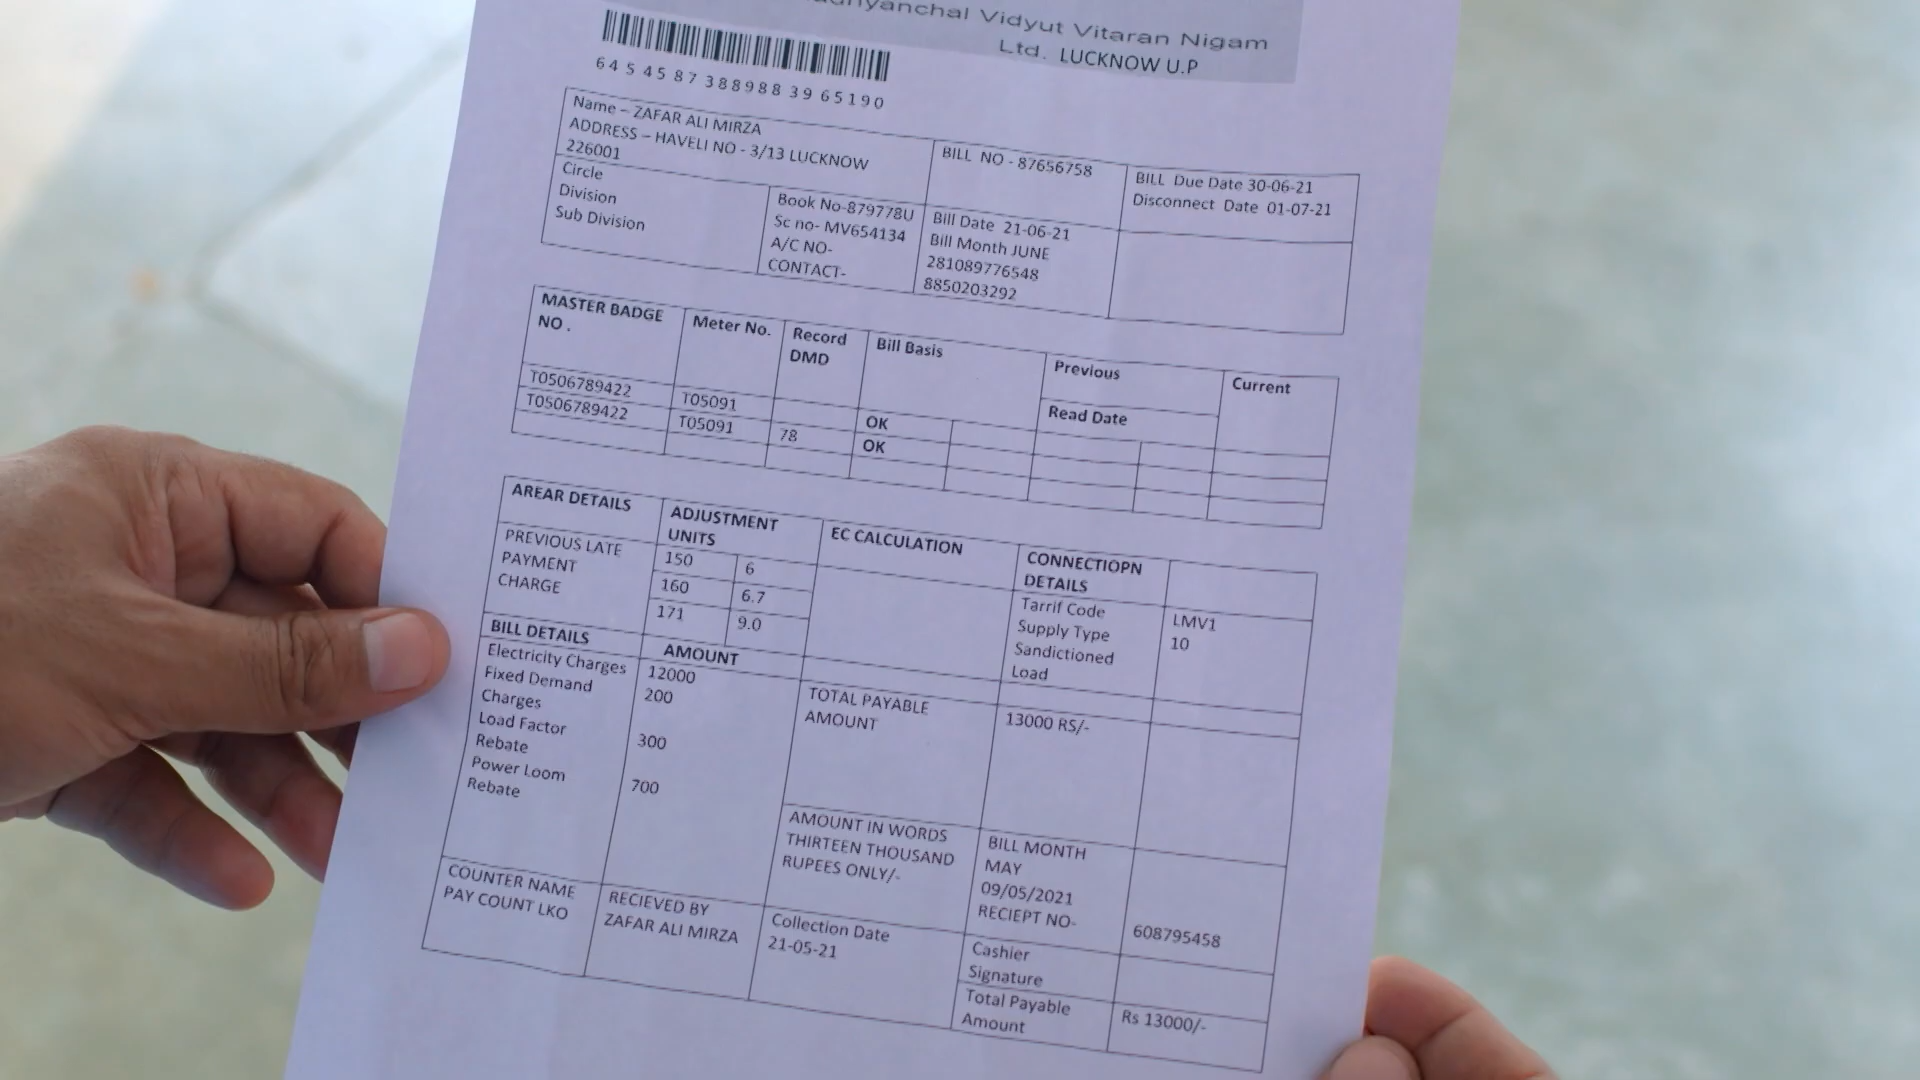 Vidyut Vitaran Nigam
Ltd. LUCKNOW U.P
64 5 45 87 388988 39 65190
Name – ZAFAR ALI MIRZA
ADDRESS – HAVELI NO - 3/13 LUCKNOW
226001
BILL NO - 87656758
BILL Due Date 30-06-21
Disconnect Date 01-07-21
Circle
Division
Sub Division
Book No-879778U
Sc no- MV654134
A/C NO-
CONTACT-
Bill Date 21-06-21
Bill Month JUNE
281089776548
8850203292
MASTER BADGE
NO .
Meter No.
Record
DMD
Bill Basis
Previous
Read Date
Current
T0506789422
T05091
OK
T0506789422
T05091
78
OK
AREAR DETAILS
ADJUSTMENT
UNITS
EC CALCULATION
CONNECTIOPN
DETAILS
PREVIOUS LATE
PAYMENT
CHARGE
150 6
160 6.7
171 9.0
Tarrif Code
Supply Type
Sandictioned
Load
LMV1
10
BILL DETAILS
AMOUNT
Electricity Charges 12000
Fixed Demand 200
Charges
Load Factor 300
Rebate
Power Loom 700
Rebate
TOTAL PAYABLE
AMOUNT
13000 RS/-
AMOUNT IN WORDS
THIRTEEN THOUSAND
RUPEES ONLY/-
BILL MONTH
MAY
09/05/2021
RECIEPT NO-
608795458
COUNTER NAME
PAY COUNT LKO
RECIEVED BY
ZAFAR ALI MIRZA
Collection Date
21-05-21
Cashier
Signature
Total Payable
Amount
Rs 13000/-